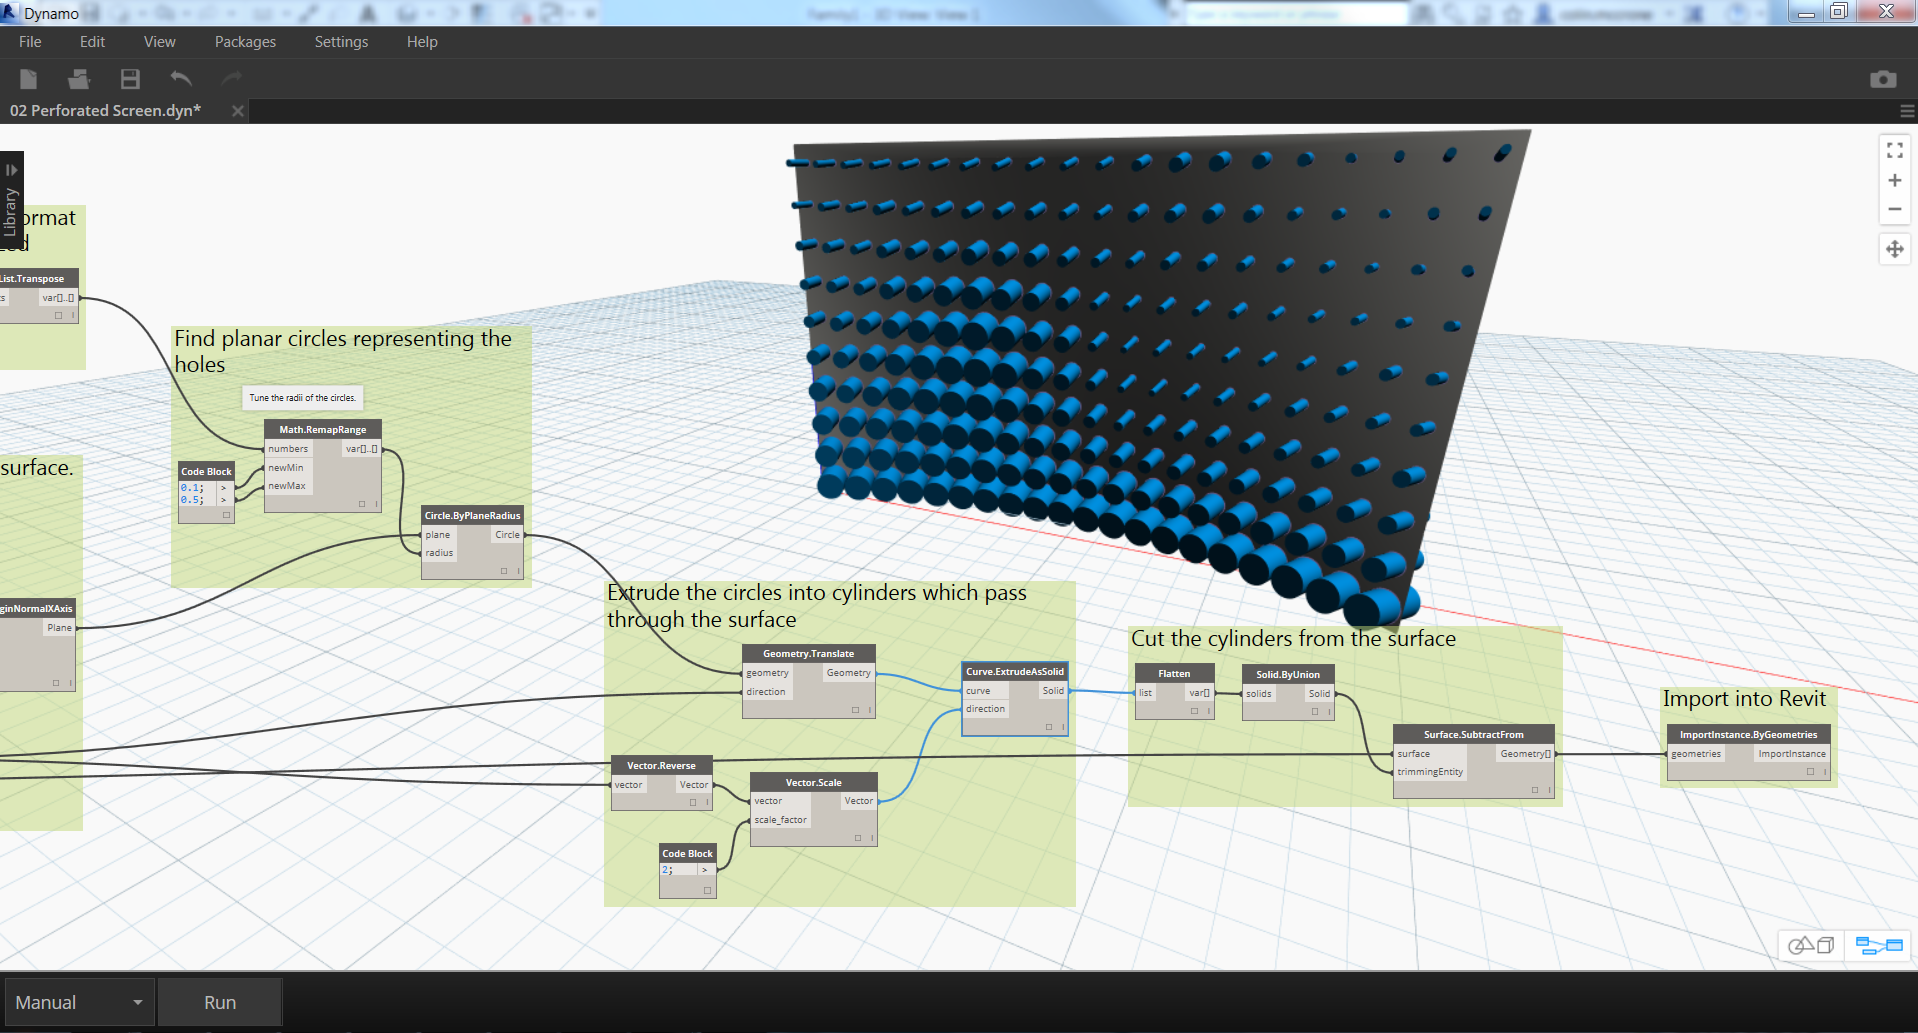 Dynamo
File Edit View Packages Settings Help
02 Perforated Screen.dyn*
Library
ormat
ed
List.Transpose
ts var[]..[]
Find planar circles representing the
holes
Tune the radii of the circles.
Math.RemapRange
numbers var[]..[]
newMin
newMax
Code Block
0.1; >
0.5; >
surface.
Circle.ByPlaneRadius
plane Circle
radius
ginNormalXAxis
Plane
Extrude the circles into cylinders which pass
through the surface
Geometry.Translate
geometry Geometry
direction
Curve.ExtrudeAsSolid
curve Solid
direction
Vector.Reverse
vector Vector
Vector.Scale
vector Vector
scale_factor
Code Block
2; >
Cut the cylinders from the surface
Flatten
list var[]
Solid.ByUnion
solids Solid
Surface.SubtractFrom
surface Geometry[]
trimmingEntity
Import into Revit
ImportInstance.ByGeometries
geometries ImportInstance
Manual Run